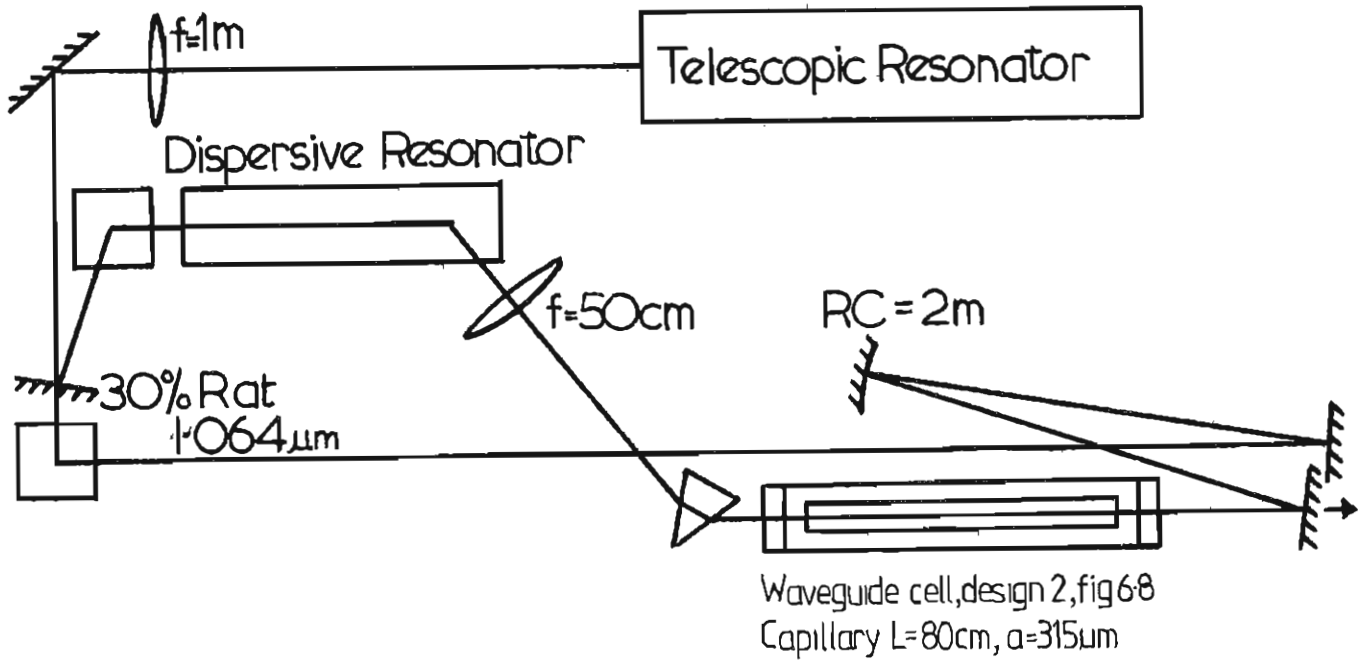 f=1m
Telescopic Resonator
Dispersive Resonator
f=50cm
RC = 2m
30% Rat
1·064µm
Waveguide cell,design 2,fig 6·8
Capillary L=80cm, a=315µm